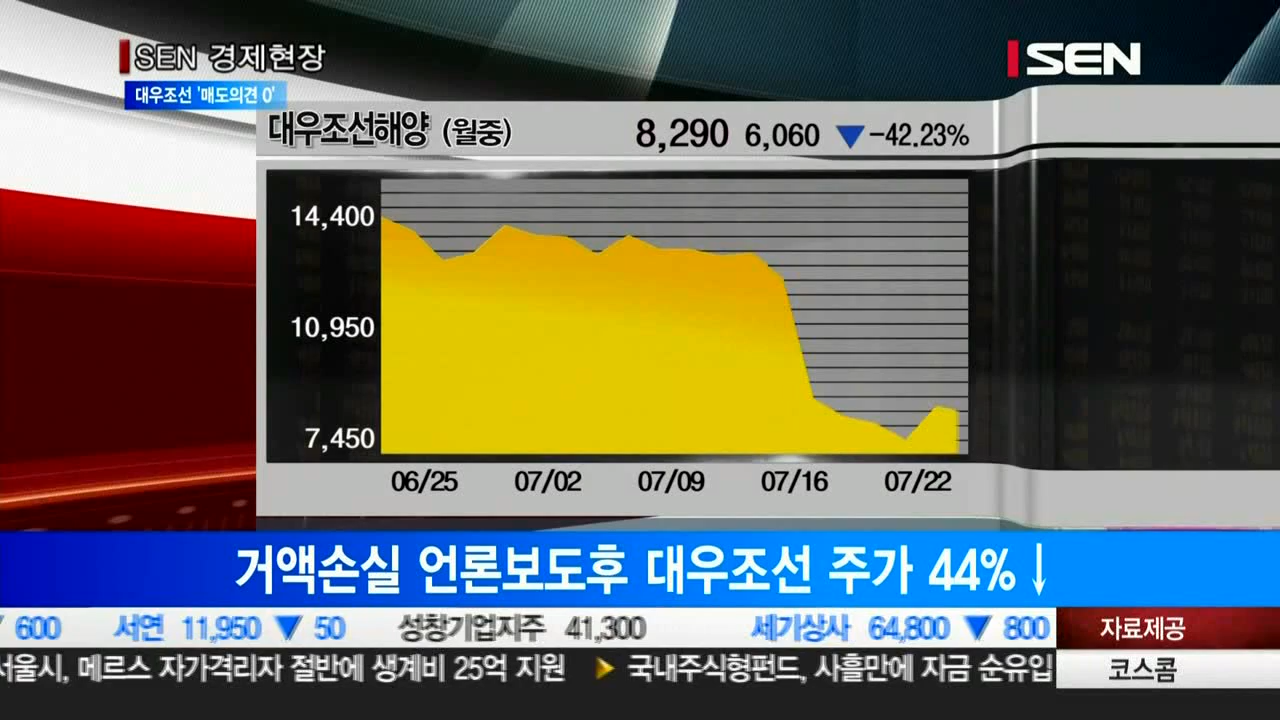 SEN 경제현장
SEN
대우조선 '매도의견 0'
대우조선해양 (월중) 8,290 6,060 ▼-42.23%
14,400
10,950
7,450
06/25 07/02 07/09 07/16 07/22
거액손실 언론보도후 대우조선 주가 44%↓
▼ 600 서연 11,950 ▼ 50 성창기업지주 41,300 세기상사 64,800 ▼ 800 자료제공
서울시, 메르스 자가격리자 절반에 생계비 25억 지원 ▶ 국내주식형펀드, 사흘만에 자금 순유입 코스콤